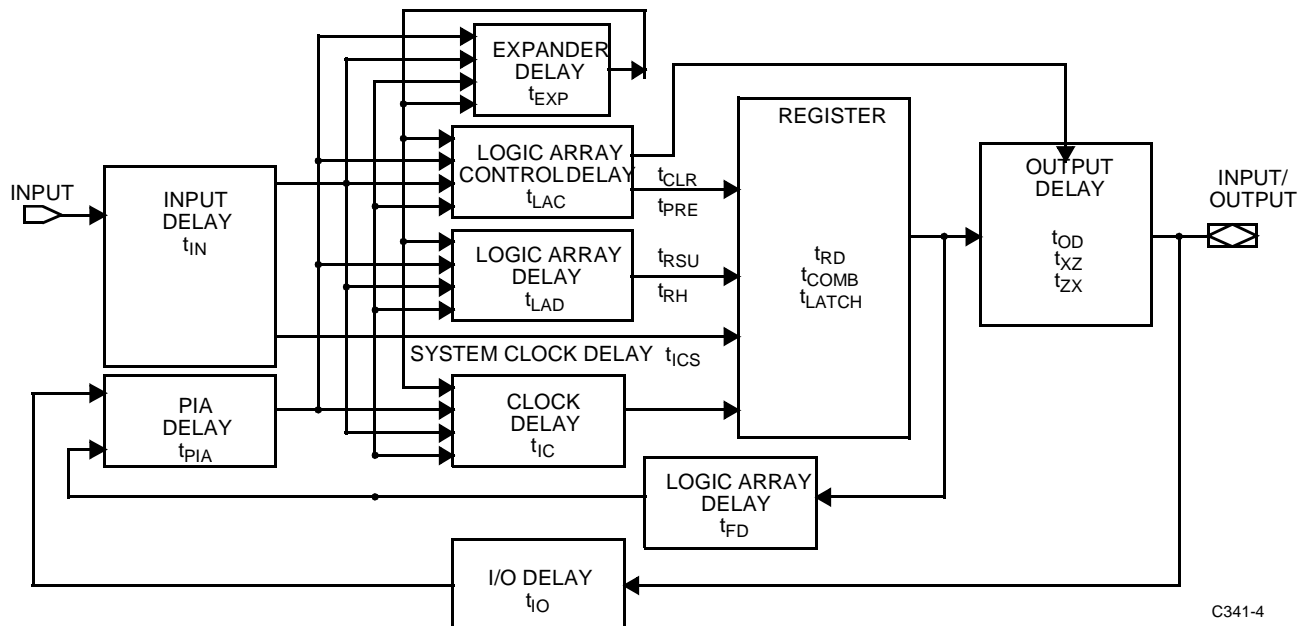 EXPANDER
DELAY
tEXP
REGISTER
LOGIC ARRAY
CONTROL DELAY
tLAC
tCLR
tPRE
OUTPUT
DELAY
tOD
tXZ
tZX
INPUT/
OUTPUT
INPUT
INPUT
DELAY
tIN
LOGIC ARRAY
DELAY
tLAD
tRSU
tRH
tRD
tCOMB
tLATCH
SYSTEM CLOCK DELAY tICS
PIA
DELAY
tPIA
CLOCK
DELAY
tIC
LOGIC ARRAY
DELAY
tFD
I/O DELAY
tIO
C341-4